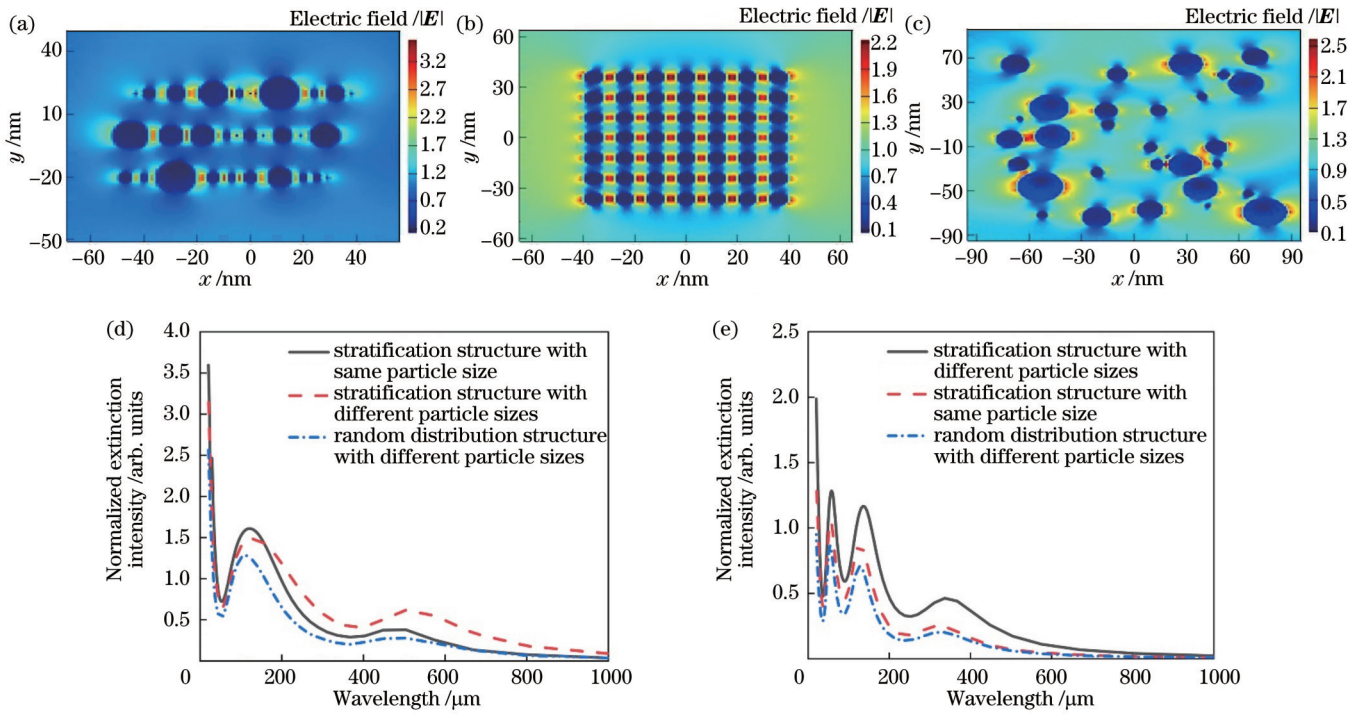 (a)
Electric field /|E|
40
20
10
-20
-50
y /nm
-60
-40
-20
0
20
40
x /nm
3.2
2.7
2.2
1.7
1.2
0.7
0.2
(b)
Electric field /|E|
60
30
0
-30
-60
y /nm
-60
-40
-20
0
20
40
60
x /nm
2.2
1.9
1.6
1.3
1.0
0.7
0.4
0.1
(c)
Electric field /|E|
70
30
-10
-50
-90
y /nm
-90
-60
-30
0
30
60
90
x /nm
2.5
2.1
1.7
1.3
0.9
0.5
0.1
(d)
4.0
3.5
3.0
2.5
2.0
1.5
1.0
0.5
Normalized extinction
intensity /arb. units
stratification structure with
same particle size
stratification structure with
different particle sizes
random distribution structure
with different particle sizes
0
200
400
600
800
1000
Wavelength /μm
(e)
2.5
2.0
1.5
1.0
0.5
Normalized extinction
intensity /arb. units
stratification structure with
different particle sizes
stratification structure with
same particle size
random distribution structure
with different particle sizes
0
200
400
600
800
1000
Wavelength /μm